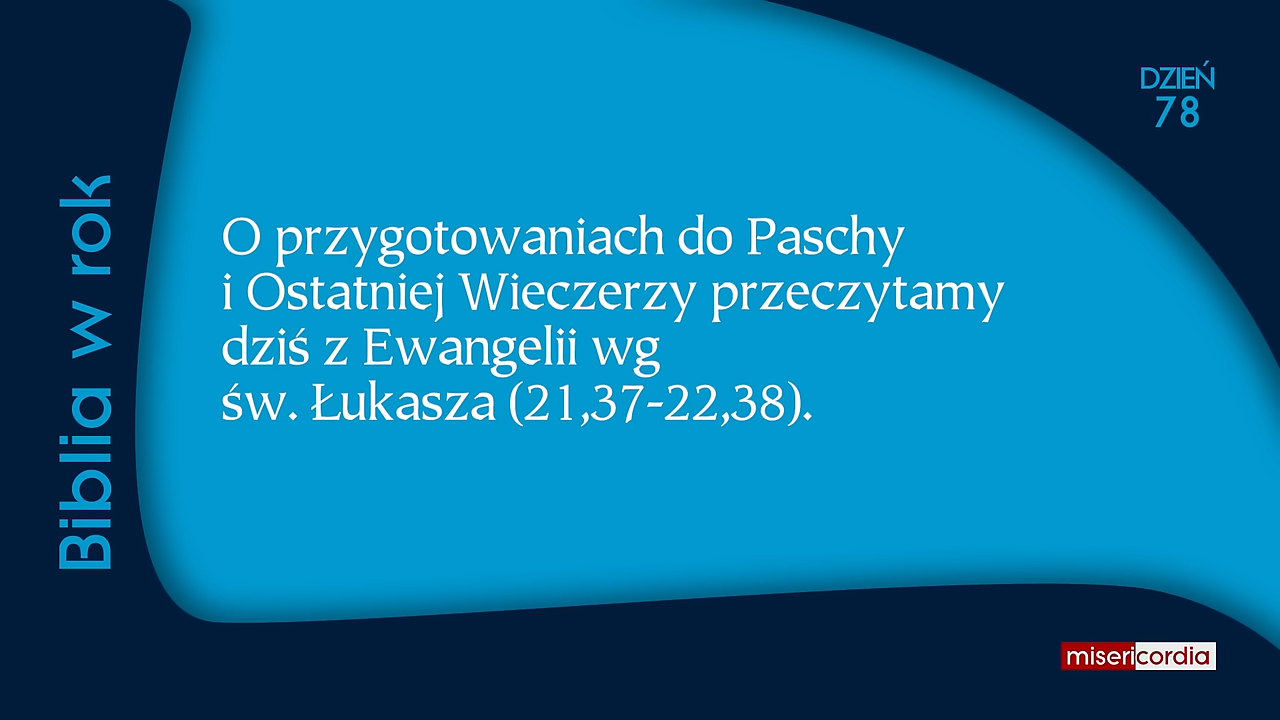 Biblia w rok
DZIEŃ
78
O przygotowaniach do Paschy
i Ostatniej Wieczerzy przeczytamy
dziś z Ewangelii wg
św. Łukasza (21,37-22,38).
misericordia